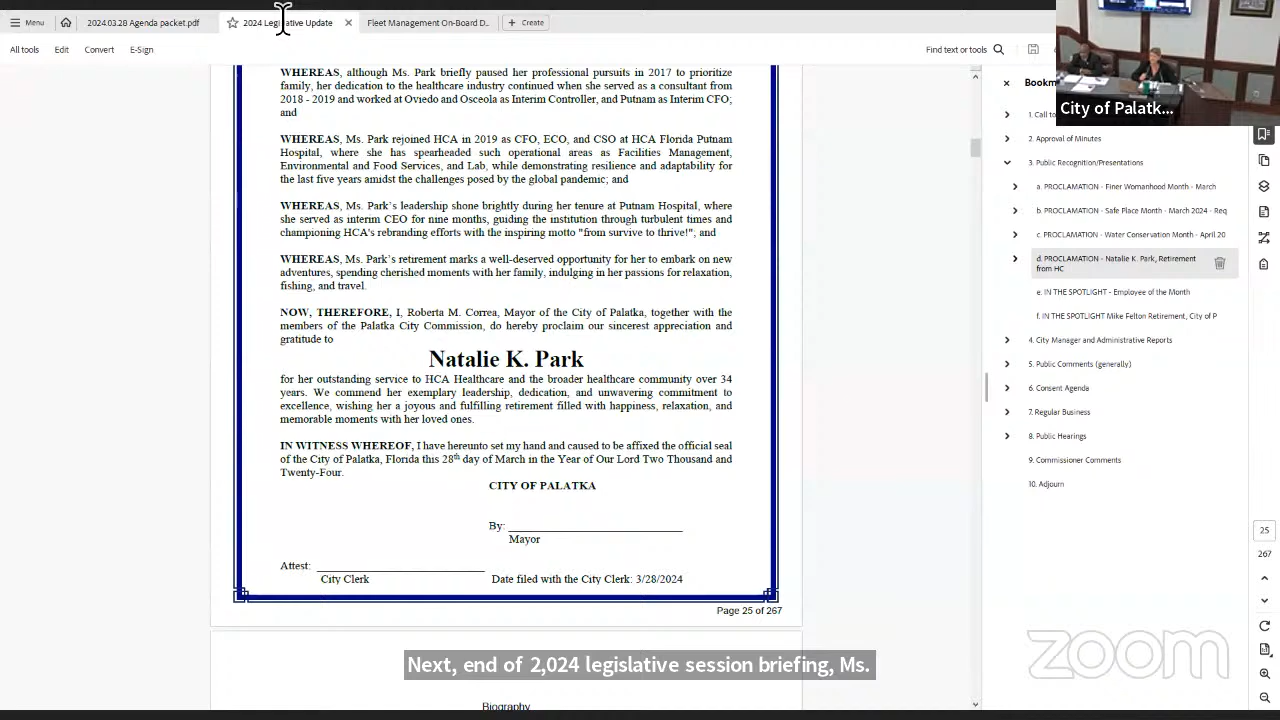 Menu
2024.03.28 Agenda packet.pdf
2024 Legislative Update
Fleet Management On-Board D...
Create
All tools
Edit
Convert
E-Sign
Find text or tools
WHEREAS, although Ms. Park briefly paused her professional pursuits in 2017 to prioritize
family, her dedication to the healthcare industry continued when she served as a consultant from
2018 - 2019 and worked at Oviedo and Osceola as Interim Controller, and Putnam as Interim CFO;
and
WHEREAS, Ms. Park rejoined HCA in 2019 as CFO, ECO, and CSO at HCA Florida Putnam
Hospital, where she has spearheaded such operational areas as Facilities Management,
Environmental and Food Services, and Lab, while demonstrating resilience and adaptability for
the last five years amidst the challenges posed by the global pandemic; and
WHEREAS, Ms. Park's leadership shone brightly during her tenure at Putnam Hospital, where
she served as interim CEO for nine months, guiding the institution through turbulent times and
championing HCA's rebranding efforts with the inspiring motto "from survive to thrive!", and
WHEREAS, Ms. Park's retirement marks a well-deserved opportunity for her to embark on new
adventures, spending cherished moments with her family, indulging in her passions for relaxation,
fishing, and travel.
NOW, THEREFORE, I, Roberta M. Correa, Mayor of the City of Palatka, together with the
members of the Palatka City Commission, do hereby proclaim our sincerest appreciation and
gratitude to
Natalie K. Park
for her outstanding service to HCA Healthcare and the broader healthcare community over 34
years. We commend her exemplary leadership, dedication, and unwavering commitment to
excellence, wishing her a joyous and fulfilling retirement filled with happiness, relaxation, and
memorable moments with her loved ones.
IN WITNESS WHEREOF, I have hereunto set my hand and caused to be affixed the official seal
of the City of Palatka, Florida this 28th day of March in the Year of Our Lord Two Thousand and
Twenty-Four.
CITY OF PALATKA
By:
Mayor
Attest:
City Clerk
Date filed with the City Clerk: 3/28/2024
Page 25 of 267
Biography
Next, end of 2,024 legislative session briefing, Ms.
City of Palatk...
Bookm
1. Call to
2. Approval of Minutes
3. Public Recognition/Presentations
a. PROCLAMATION - Finer Womanhood Month - March
b. PROCLAMATION - Safe Place Month - March 2024 - Req
c. PROCLAMATION - Water Conservation Month - April 20
d. PROCLAMATION - Natalie K. Park, Retirement
from HC
e. IN THE SPOTLIGHT - Employee of the Month
f. IN THE SPOTLIGHT Mike Felton Retirement, City of P
4. City Manager and Administrative Reports
5. Public Comments (generally)
6. Consent Agenda
7. Regular Business
8. Public Hearings
9. Commissioner Comments
10. Adjourn
25
267
zoom